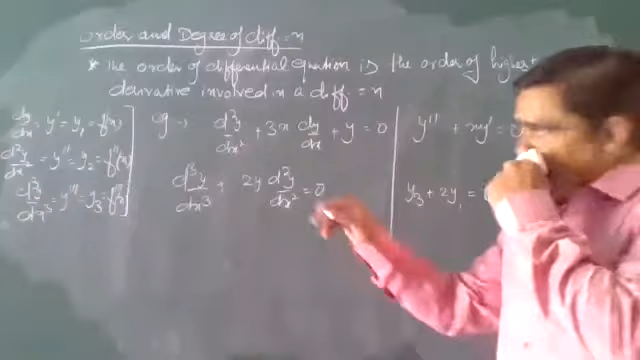 Order and Degree of diff = n
* The order of differential equation is the order of highest
derivative involved in a diff. = n
dy/dx = y' = y₁ = f'(x)
d²y/dx² = y'' = y₂ = f''(x)
d³y/dx³ = y''' = y₃ = f'''(x)
eg →, d²y/dx² + 3x dy/dx + y = 0
d³y/dx³ + 2y d²y/dx² = 0
y''' + xy' = 0
y₃ + 2y₁ =